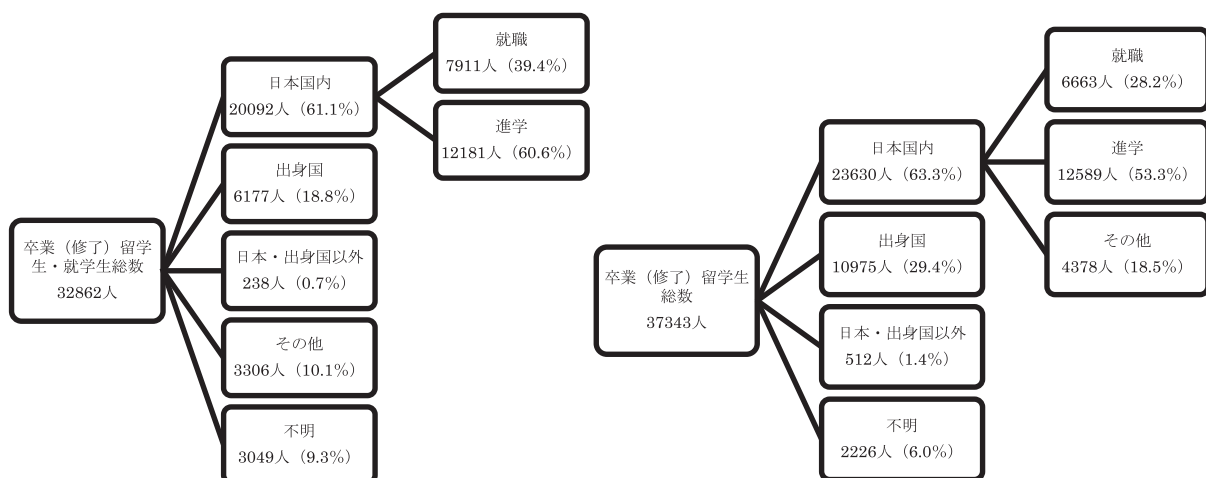 卒業（修了）留学
生・就学生総数
32862人
日本国内
20092人（61.1%）
就職
7911人（39.4%）
進学
12181人（60.6%）
出身国
6177人（18.8%）
日本・出身国以外
238人（0.7%）
その他
3306人（10.1%）
不明
3049人（9.3%）
卒業（修了）留学生
総数
37343人
日本国内
23630人（63.3%）
就職
6663人（28.2%）
進学
12589人（53.3%）
その他
4378人（18.5%）
出身国
10975人（29.4%）
日本・出身国以外
512人（1.4%）
不明
2226人（6.0%）